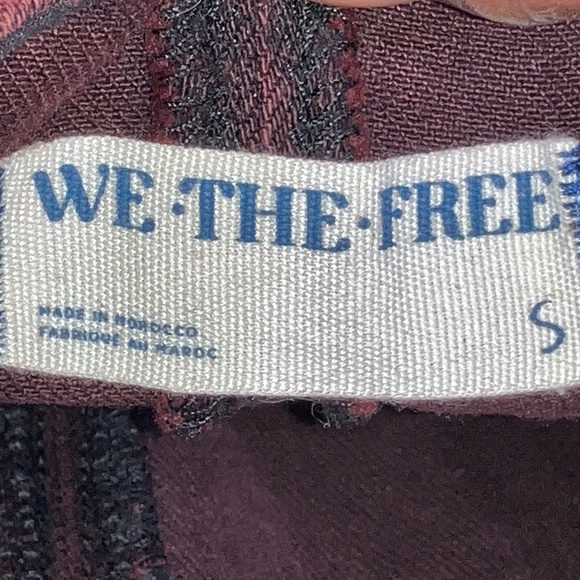 WE·THE·FREE
MADE IN MOROCCO
FABRIQUÉ AU MAROC
S